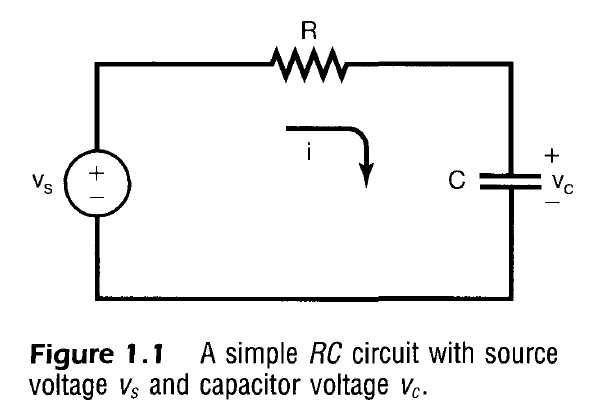 R
i
+
−
v_s
C
+
v_c
−
Figure 1.1 A simple RC circuit with source
voltage v_s and capacitor voltage v_c.